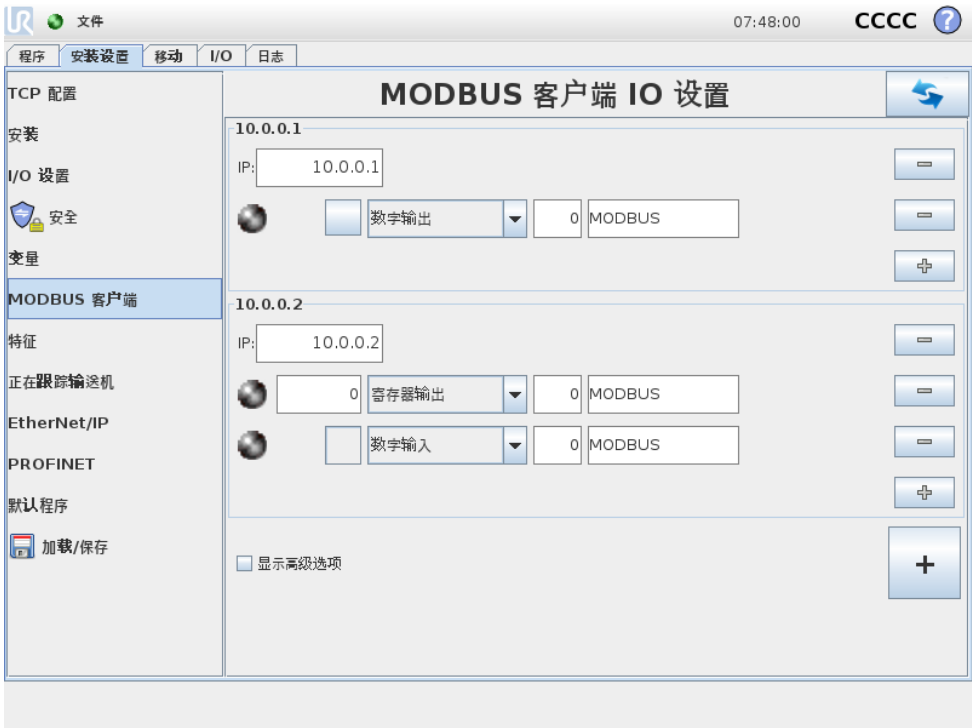 UR 文件 07:48:00 CCCC ?
程序 安装设置 移动 I/O 日志
TCP 配置
安装
I/O 设置
安全
变量
MODBUS 客户端
特征
正在跟踪输送机
EtherNet/IP
PROFINET
默认程序
加载/保存
MODBUS 客户端 IO 设置
10.0.0.1
IP: 10.0.0.1
数字输出 0 MODBUS
10.0.0.2
IP: 10.0.0.2
0 寄存器输出 0 MODBUS
数字输入 0 MODBUS
显示高级选项